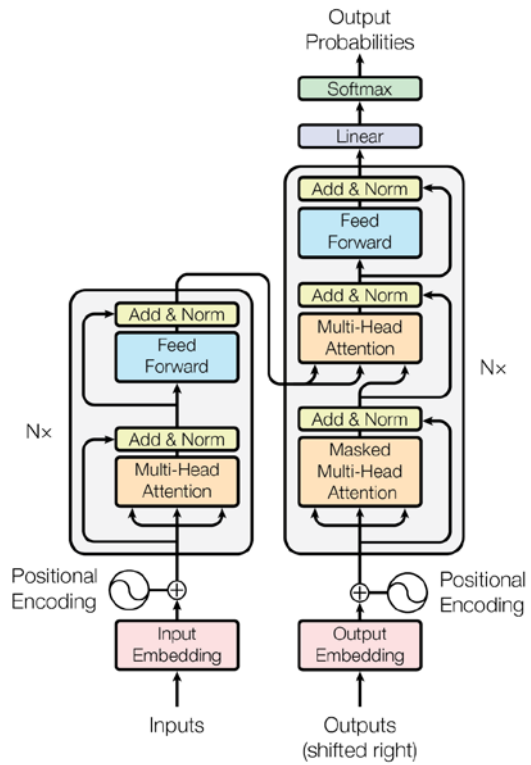 Output
Probabilities
Softmax
Linear
Add & Norm
Feed
Forward
Add & Norm
Multi-Head
Attention
Add & Norm
Masked
Multi-Head
Attention
N×
Add & Norm
Feed
Forward
Add & Norm
Multi-Head
Attention
N×
Positional
Encoding
Positional
Encoding
Input
Embedding
Output
Embedding
Inputs
Outputs
(shifted right)